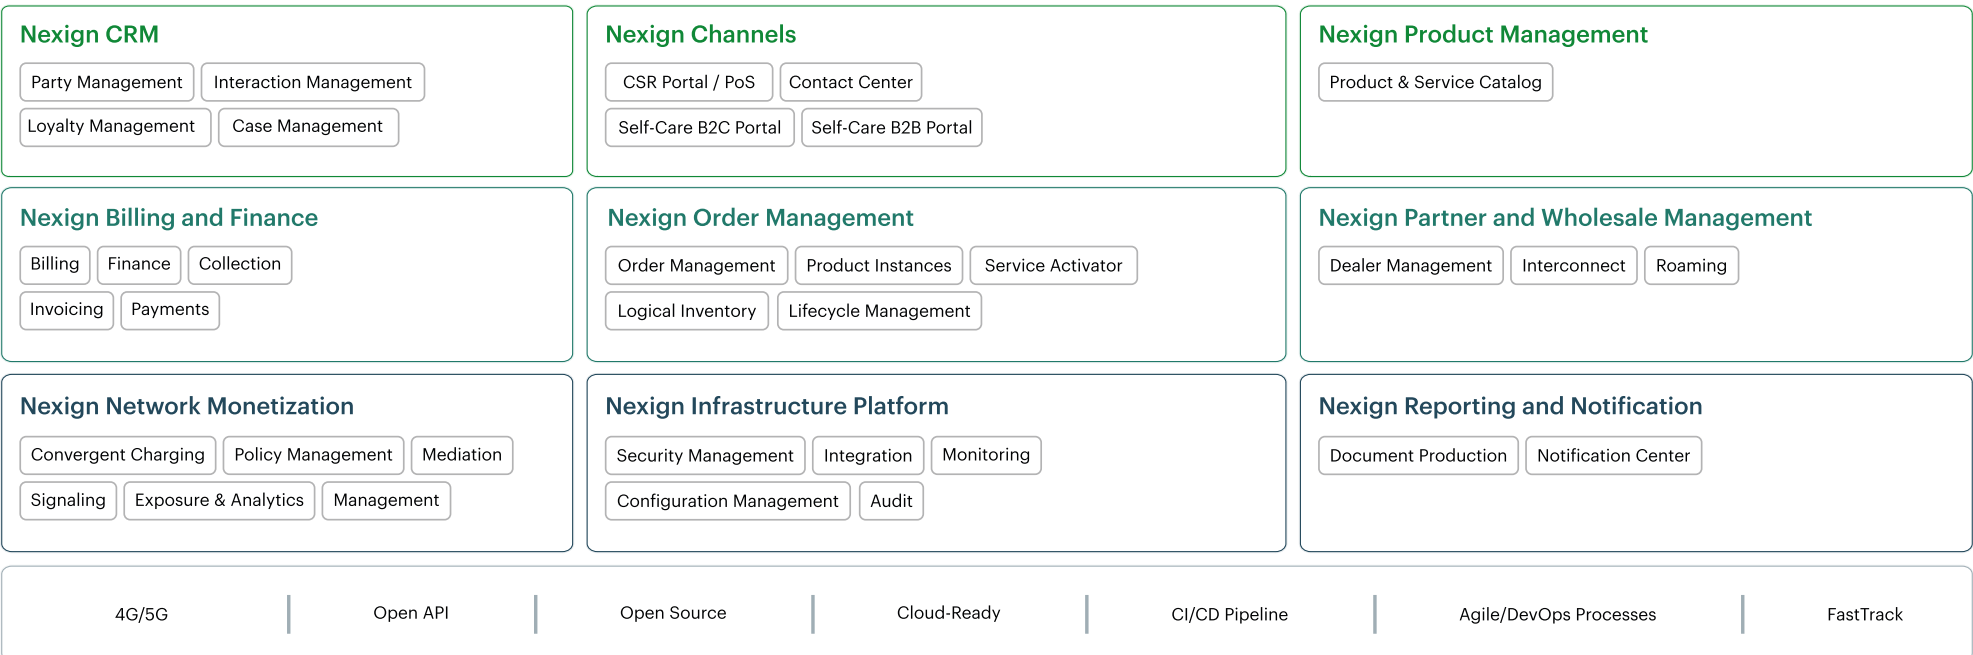 Nexign CRM
Party Management
Interaction Management
Loyalty Management
Case Management
Nexign Channels
CSR Portal / PoS
Contact Center
Self-Care B2C Portal
Self-Care B2B Portal
Nexign Product Management
Product & Service Catalog
Nexign Billing and Finance
Billing
Finance
Collection
Invoicing
Payments
Nexign Order Management
Order Management
Product Instances
Service Activator
Logical Inventory
Lifecycle Management
Nexign Partner and Wholesale Management
Dealer Management
Interconnect
Roaming
Nexign Network Monetization
Convergent Charging
Policy Management
Mediation
Signaling
Exposure & Analytics
Management
Nexign Infrastructure Platform
Security Management
Integration
Monitoring
Configuration Management
Audit
Nexign Reporting and Notification
Document Production
Notification Center
4G/5G
Open API
Open Source
Cloud-Ready
CI/CD Pipeline
Agile/DevOps Processes
FastTrack